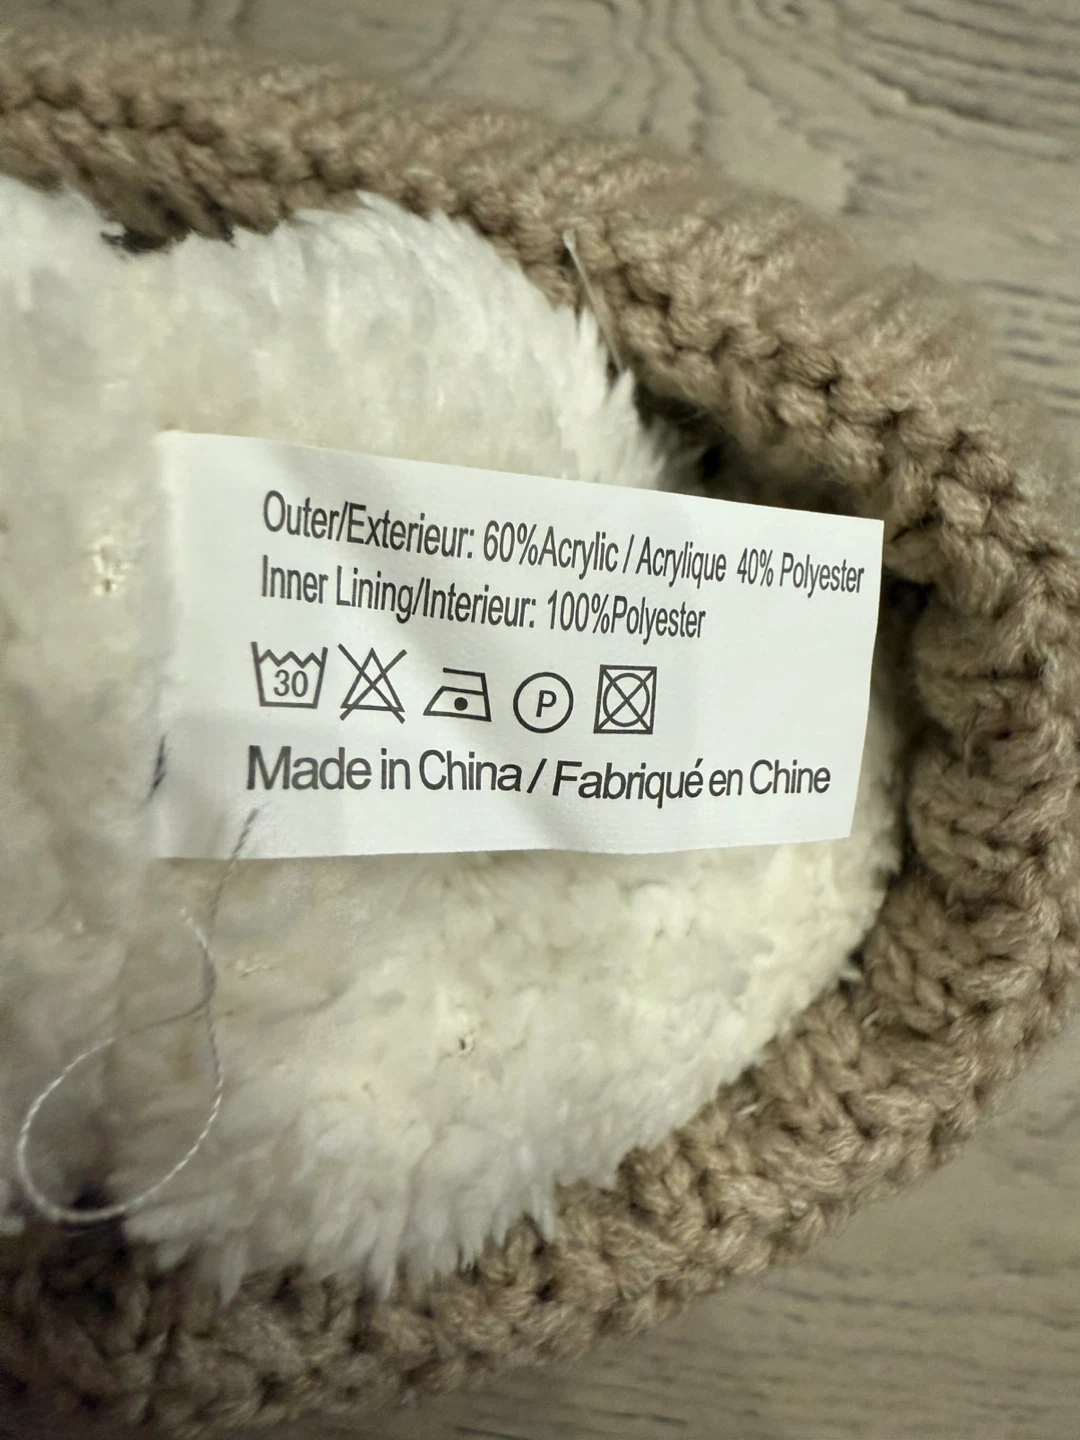 Outer/Exterieur: 60%Acrylic / Acrylique 40% Polyester
Inner Lining/Interieur: 100%Polyester
30 P
Made in China / Fabriqué en Chine